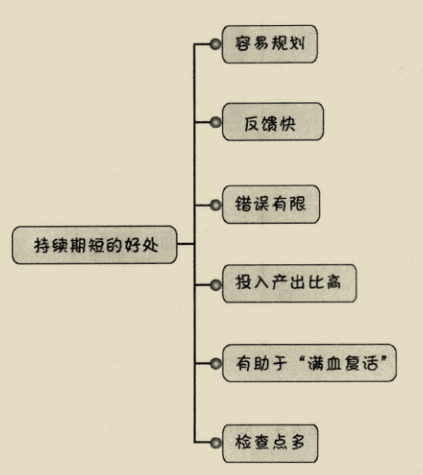 容易规划
反馈快
错误有限
持续期短的好处
投入产出比高
有助于“满血复活”
检查点多